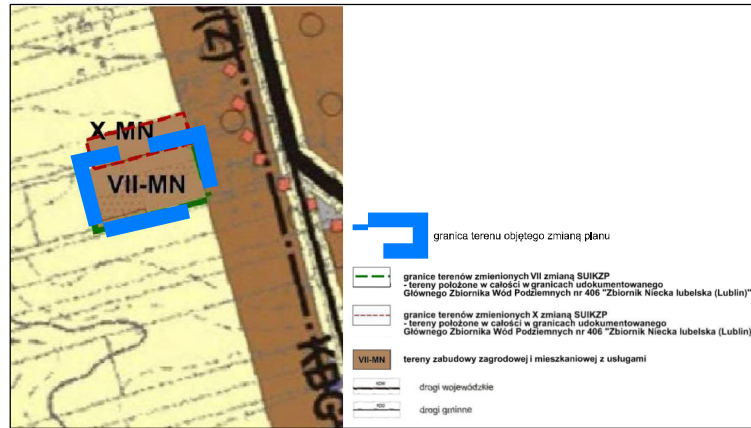 X-MN
VII-MN
(Z)
KBG
granica terenu objętego zmianą planu
granice terenów zmienionych VII zmianą SUIKZP
- tereny położone w całości w granicach udokumentowanego
Głównego Zbiornika Wód Podziemnych nr 406 "Zbiornik Niecka lubelska (Lublin)"
granice terenów zmienionych X zmianą SUIKZP
- tereny położone w całości w granicach udokumentowanego
Głównego Zbiornika Wód Podziemnych nr 406 "Zbiornik Niecka lubelska (Lublin)"
VII-MN tereny zabudowy zagrodowej i mieszkaniowej z usługami
drogi wojewódzkie
drogi gminne